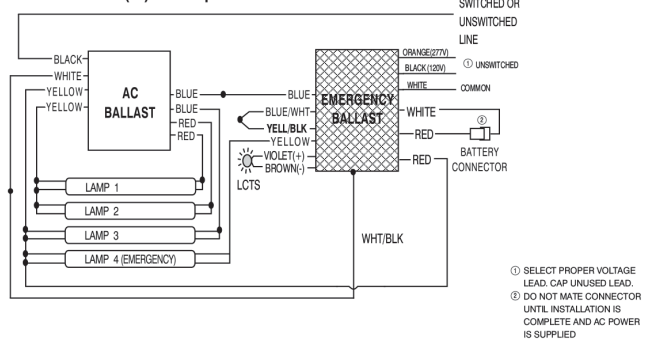 SWITCHED OR
UNSWITCHED
LINE
BLACK
WHITE
YELLOW
YELLOW
AC
BALLAST
BLUE
BLUE
RED
RED
BLUE
BLUE/WHT
YELL/BLK
YELLOW
VIOLET(+)
BROWN(-)
LCTS
EMERGENCY
BALLAST
ORANGE(277V)
BLACK (120V)
① UNSWITCHED
WHITE
COMMON
WHITE
RED
②
BATTERY
CONNECTOR
RED
LAMP 1
LAMP 2
LAMP 3
LAMP 4 (EMERGENCY)
WHT/BLK
① SELECT PROPER VOLTAGE
LEAD. CAP UNUSED LEAD.
② DO NOT MATE CONNECTOR
UNTIL INSTALLATION IS
COMPLETE AND AC POWER
IS SUPPLIED